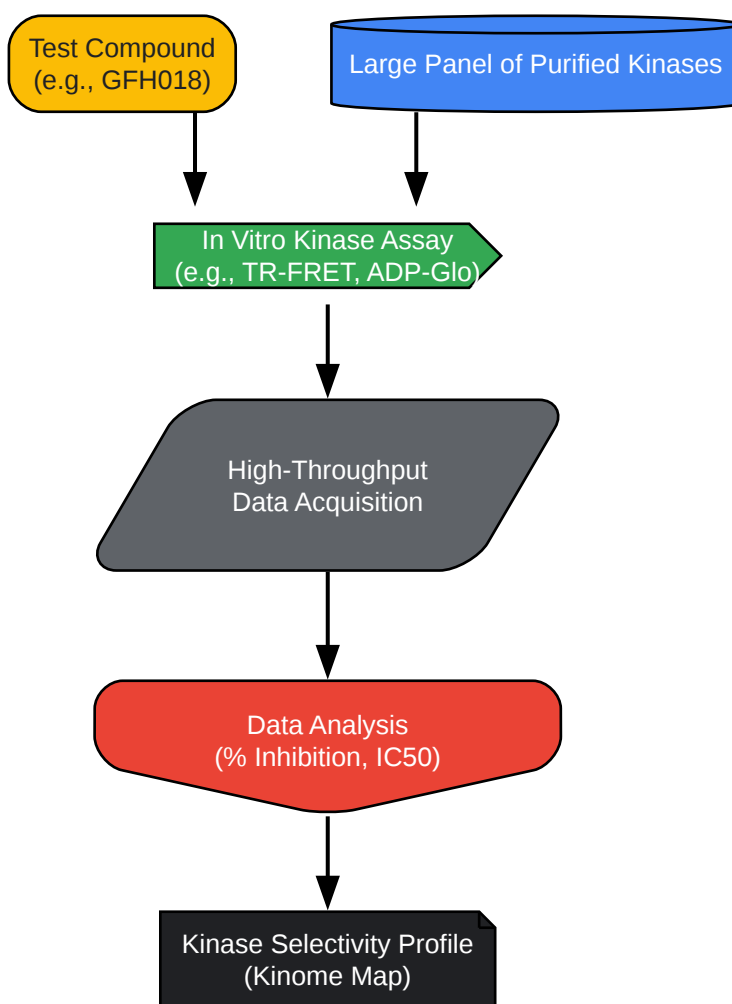 Test Compound
(e.g., GFH018)
Large Panel of Purified Kinases
In Vitro Kinase Assay
(e.g., TR-FRET, ADP-Glo)
High-Throughput
Data Acquisition
Data Analysis
(% Inhibition, IC50)
Kinase Selectivity Profile
(Kinome Map)